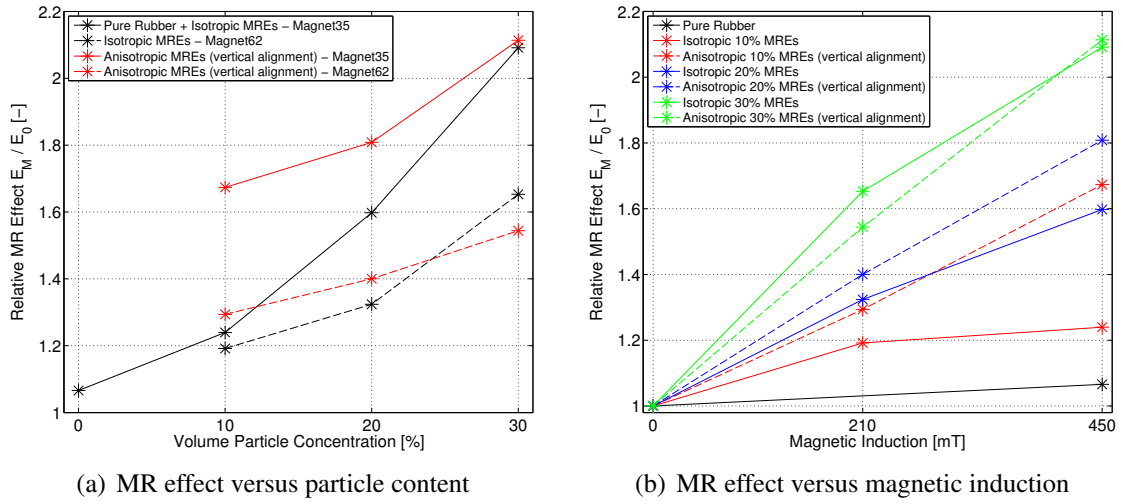 Relative MR Effect E_M / E_0 [-]
2.2
2
1.8
1.6
1.4
1.2
1
Pure Rubber + Isotropic MREs − Magnet35
Isotropic MREs − Magnet62
Anisotropic MREs (vertical alignment) − Magnet35
Anisotropic MREs (vertical alignment) − Magnet62
0 10 20 30
Volume Particle Concentration [%]
(a) MR effect versus particle content
Relative MR Effect E_M / E_0 [-]
2.2
2
1.8
1.6
1.4
1.2
1
Pure Rubber
Isotropic 10% MREs
Anisotropic 10% MREs (vertical alignment)
Isotropic 20% MREs
Anisotropic 20% MREs (vertical alignment)
Isotropic 30% MREs
Anisotropic 30% MREs (vertical alignment)
0 210 450
Magnetic Induction [mT]
(b) MR effect versus magnetic induction